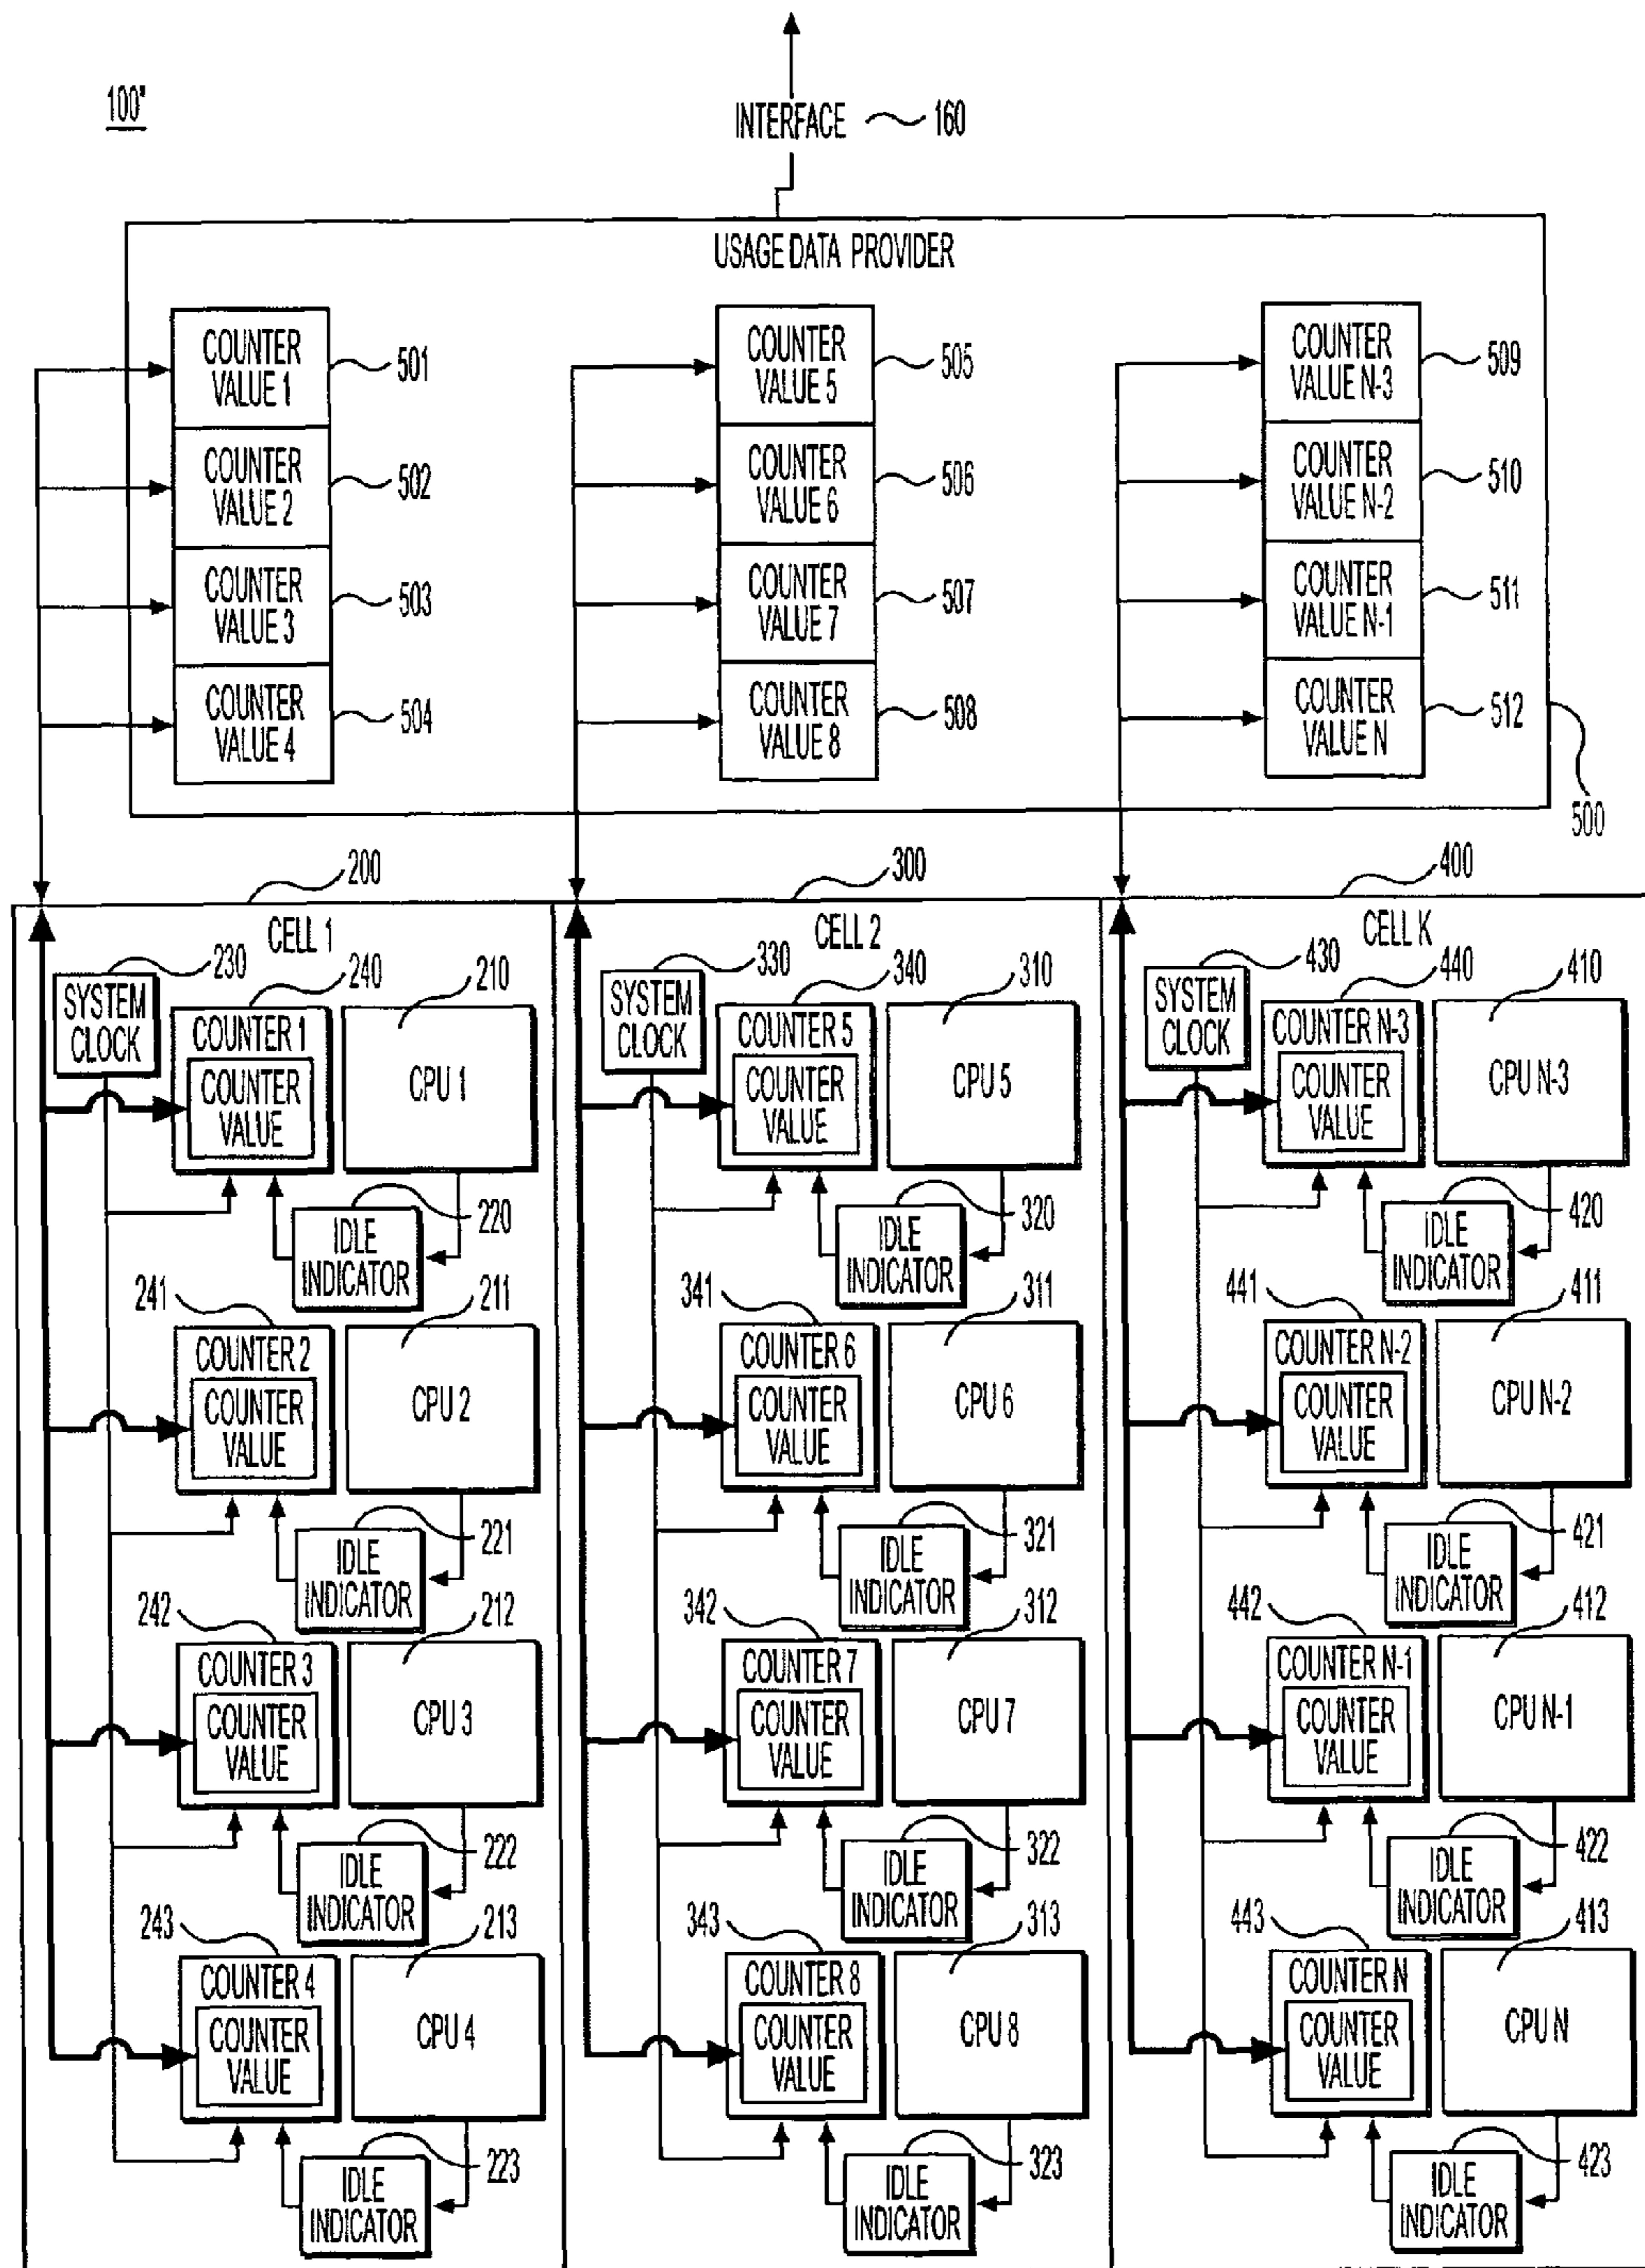 100'
INTERFACE 160
USAGE DATA PROVIDER
COUNTER VALUE 1 501
COUNTER VALUE 2 502
COUNTER VALUE 3 503
COUNTER VALUE 4 504
COUNTER VALUE 5 505
COUNTER VALUE 6 506
COUNTER VALUE 7 507
COUNTER VALUE 8 508
COUNTER VALUE N-3 509
COUNTER VALUE N-2 510
COUNTER VALUE N-1 511
COUNTER VALUE N 512
500
200
CELL 1
230
SYSTEM CLOCK
240
COUNTER 1
COUNTER VALUE
210
CPU 1
220
IDLE INDICATOR
241
COUNTER 2
COUNTER VALUE
211
CPU 2
221
IDLE INDICATOR
242
COUNTER 3
COUNTER VALUE
212
CPU 3
222
IDLE INDICATOR
243
COUNTER 4
COUNTER VALUE
213
CPU 4
223
IDLE INDICATOR
300
CELL 2
330
SYSTEM CLOCK
340
COUNTER 5
COUNTER VALUE
310
CPU 5
320
IDLE INDICATOR
341
COUNTER 6
COUNTER VALUE
311
CPU 6
321
IDLE INDICATOR
342
COUNTER 7
COUNTER VALUE
312
CPU 7
322
IDLE INDICATOR
343
COUNTER 8
COUNTER VALUE
313
CPU 8
323
IDLE INDICATOR
400
CELL K
430
SYSTEM CLOCK
440
COUNTER N-3
COUNTER VALUE
410
CPU N-3
420
IDLE INDICATOR
441
COUNTER N-2
COUNTER VALUE
411
CPU N-2
421
IDLE INDICATOR
442
COUNTER N-1
COUNTER VALUE
412
CPU N-1
422
IDLE INDICATOR
443
COUNTER N
COUNTER VALUE
413
CPU N
423
IDLE INDICATOR